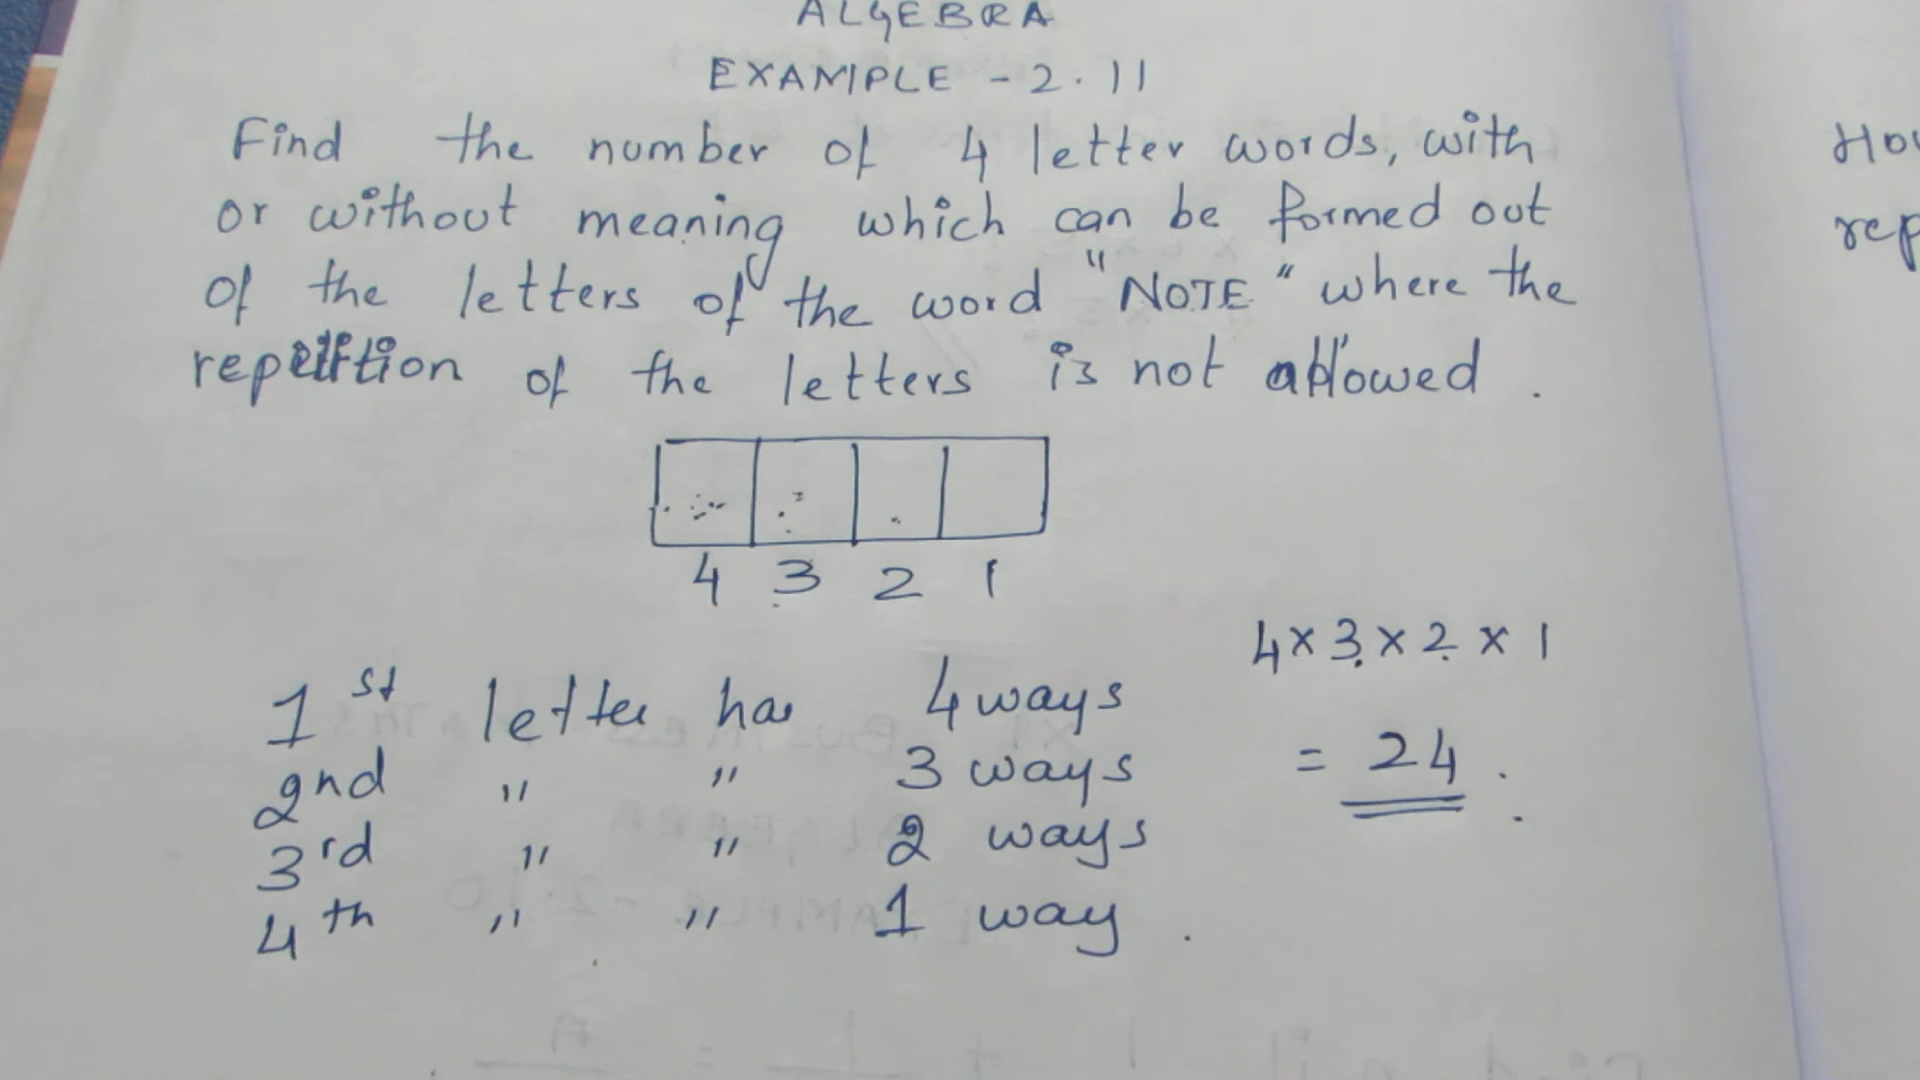 ALGEBRA
EXAMPLE - 2.11
Find the number of 4 letter words, with
or without meaning which can be formed out
of the letters of the word "NOTE" where the
repetition of the letters is not allowed.
4 3 2 1
4 × 3 × 2 × 1
1st letter has 4 ways
= 24.
2nd " " 3 ways
3rd " " 2 ways
4th " " 1 way.
How
rep